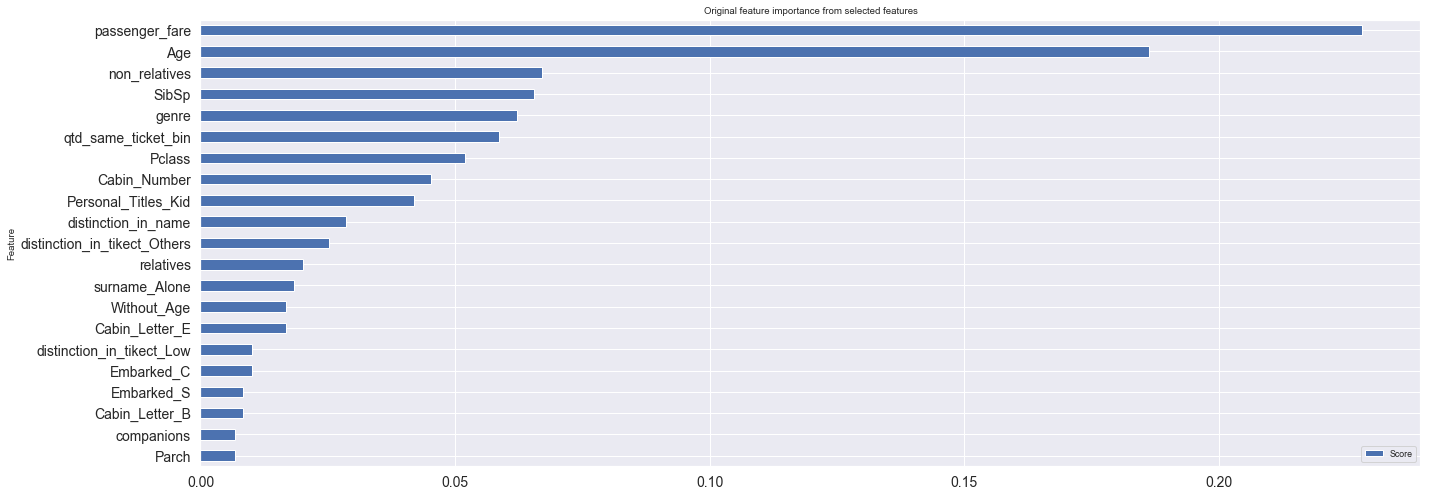 Original feature importance from selected features
passenger_fare
Age
non_relatives
SibSp
genre
qtd_same_ticket_bin
Pclass
Cabin_Number
Personal_Titles_Kid
distinction_in_name
distinction_in_tikect_Others
relatives
surname_Alone
Without_Age
Cabin_Letter_E
distinction_in_tikect_Low
Embarked_C
Embarked_S
Cabin_Letter_B
companions
Parch
Feature
Score
0.00 0.05 0.10 0.15 0.20